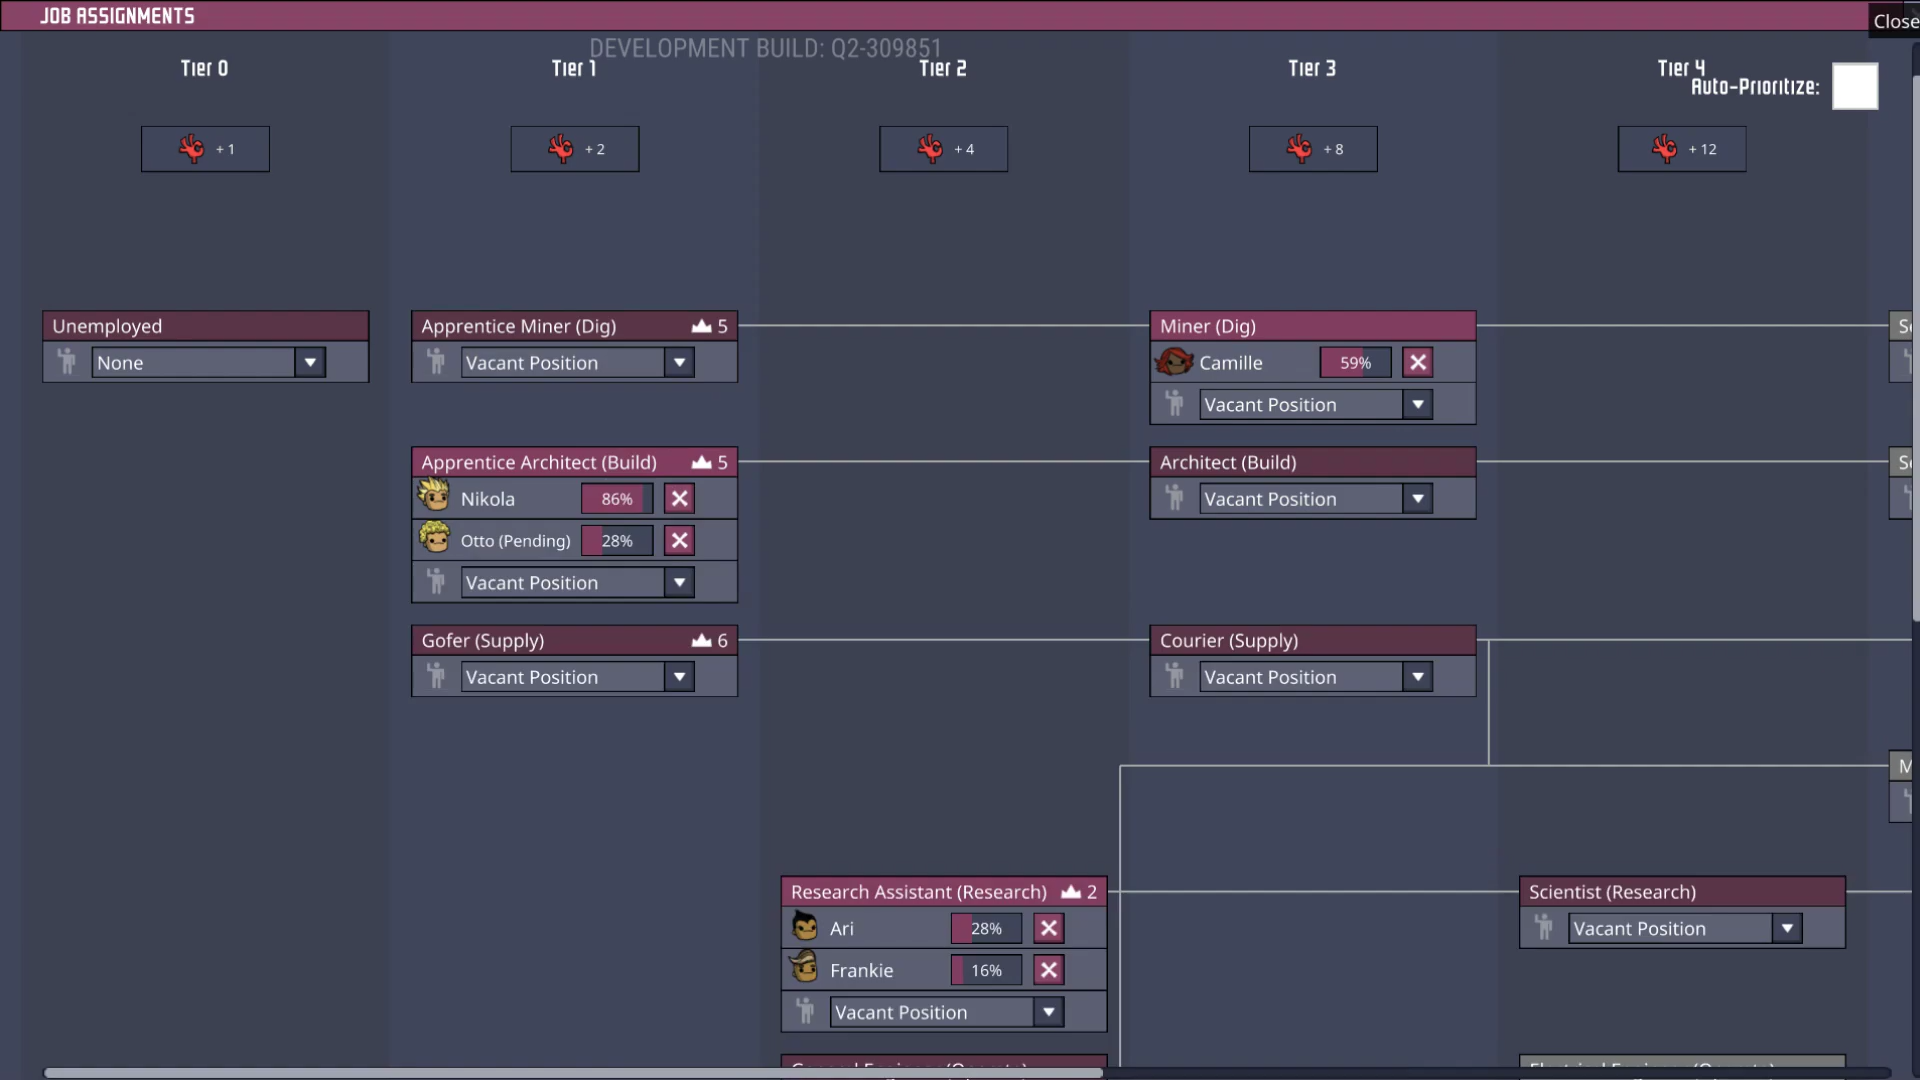 JOB ASSIGNMENTS
Close
DEVELOPMENT BUILD: Q2-309851
Tier 0
Tier 1
Tier 2
Tier 3
Tier 4
Auto-Prioritize:
+ 1
+ 2
+ 4
+ 8
+ 12
Unemployed
None
Apprentice Miner (Dig) 5
Vacant Position
Miner (Dig)
Camille 59%
Vacant Position
Apprentice Architect (Build) 5
Nikola 86%
Otto (Pending) 28%
Vacant Position
Architect (Build)
Vacant Position
Gofer (Supply) 6
Vacant Position
Courier (Supply)
Vacant Position
Research Assistant (Research) 2
Ari 28%
Frankie 16%
Vacant Position
Scientist (Research)
Vacant Position